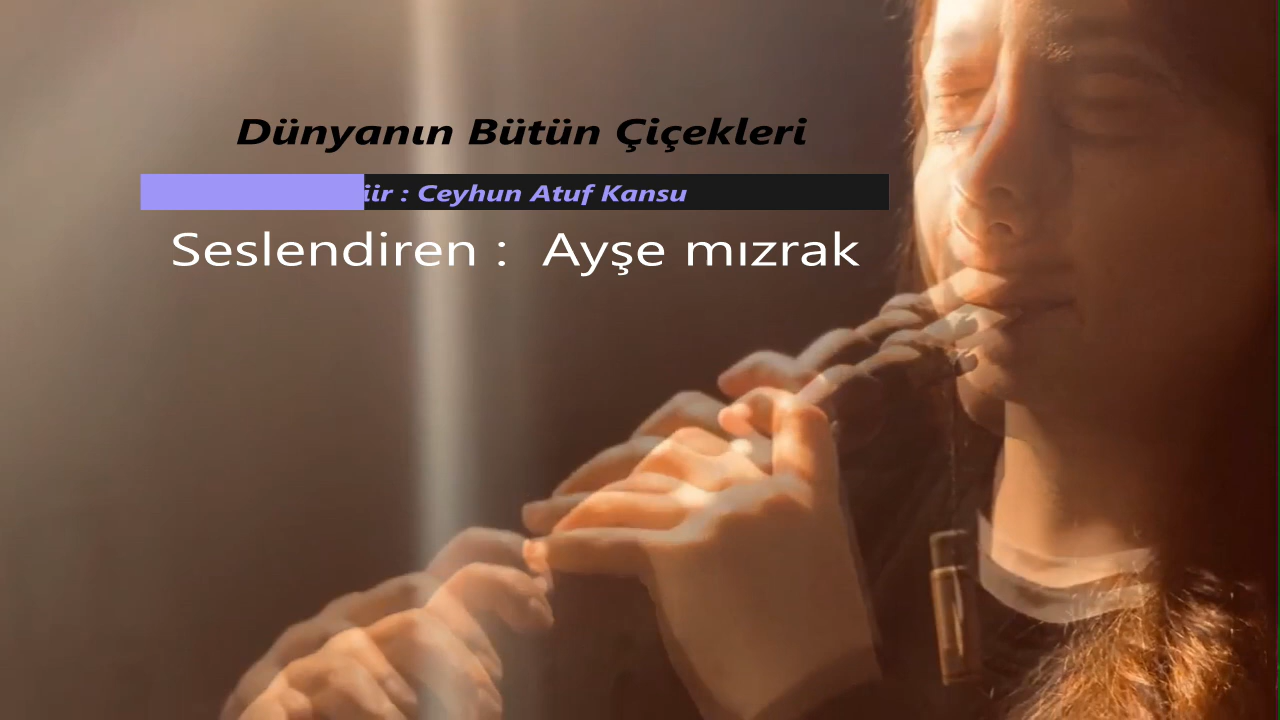 Dünyanın Bütün Çiçekleri
: Ceyhun Atuf Kansu
Seslendiren : Ayşe mızrak